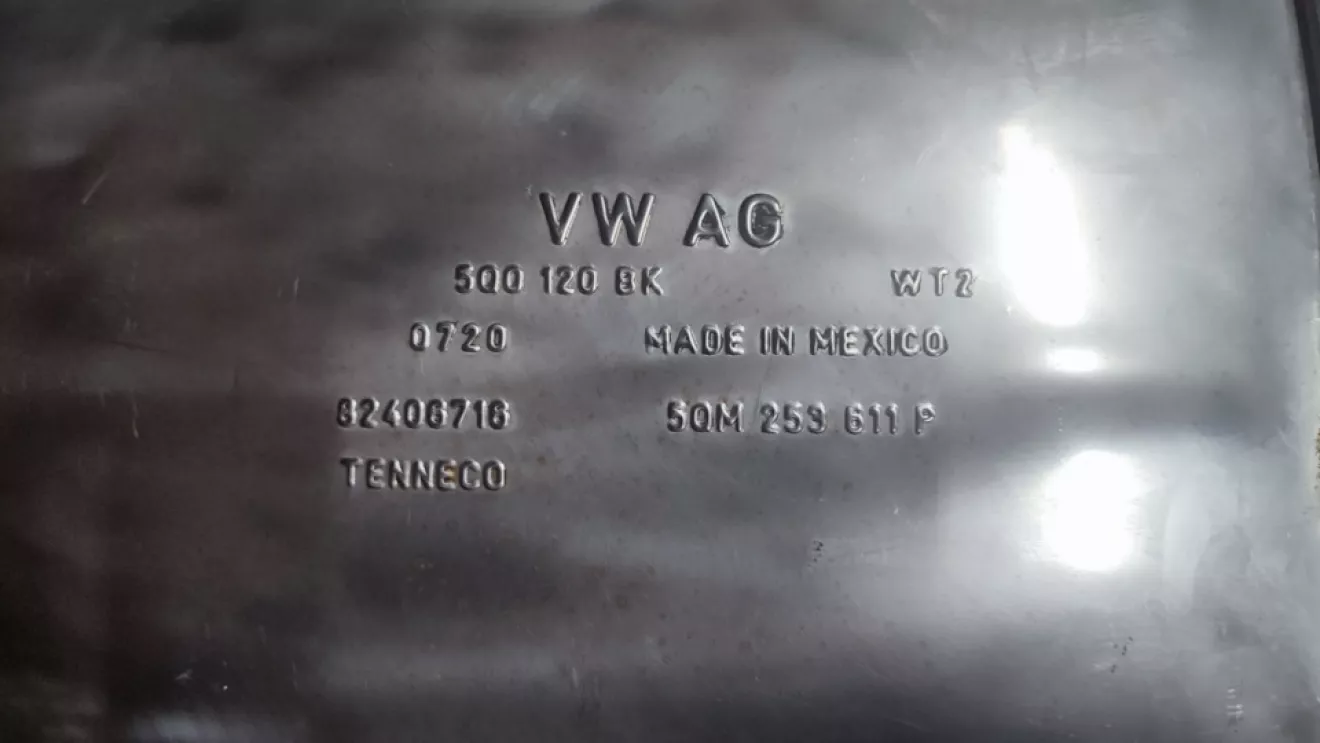 VW AG
5Q0 120 BK WT2
0720 MADE IN MEXICO
82406716 5QM 253 611 P
TENNECO